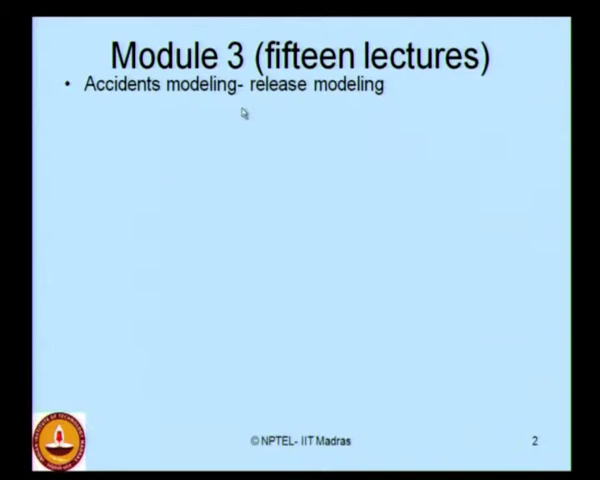 Module 3 (fifteen lectures)
• Accidents modeling- release modeling
© NPTEL- IIT Madras
2